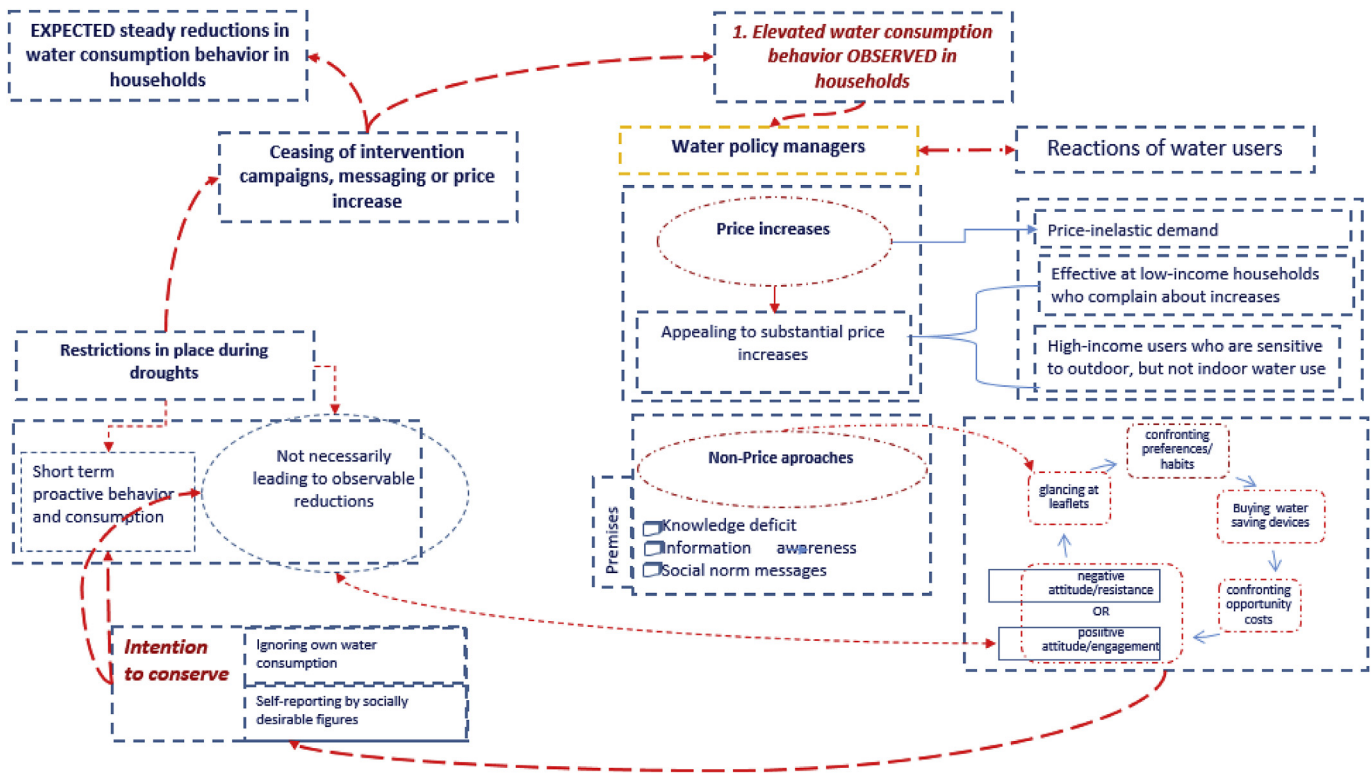 EXPECTED steady reductions in
water consumption behavior in
households
1. Elevated water consumption
behavior OBSERVED in
households
Ceasing of intervention
campaigns, messaging or price
increase
Water policy managers
Reactions of water users
Price increases
Price-inelastic demand
Effective at low-income households
who complain about increases
Appealing to substantial price
increases
High-income users who are sensitive
to outdoor, but not indoor water use
Restrictions in place during
droughts
Short term
proactive behavior
and consumption
Not necessarily
leading to observable
reductions
Non-Price aproaches
Premises
Knowledge deficit
Information awareness
Social norm messages
glancing at
leaflets
confronting
preferences/
habits
Buying water
saving devices
confronting
opportunity
costs
negative
attitude/resistance
OR
positive
attitude/engagement
Intention
to conserve
Ignoring own water
consumption
Self-reporting by socially
desirable figures